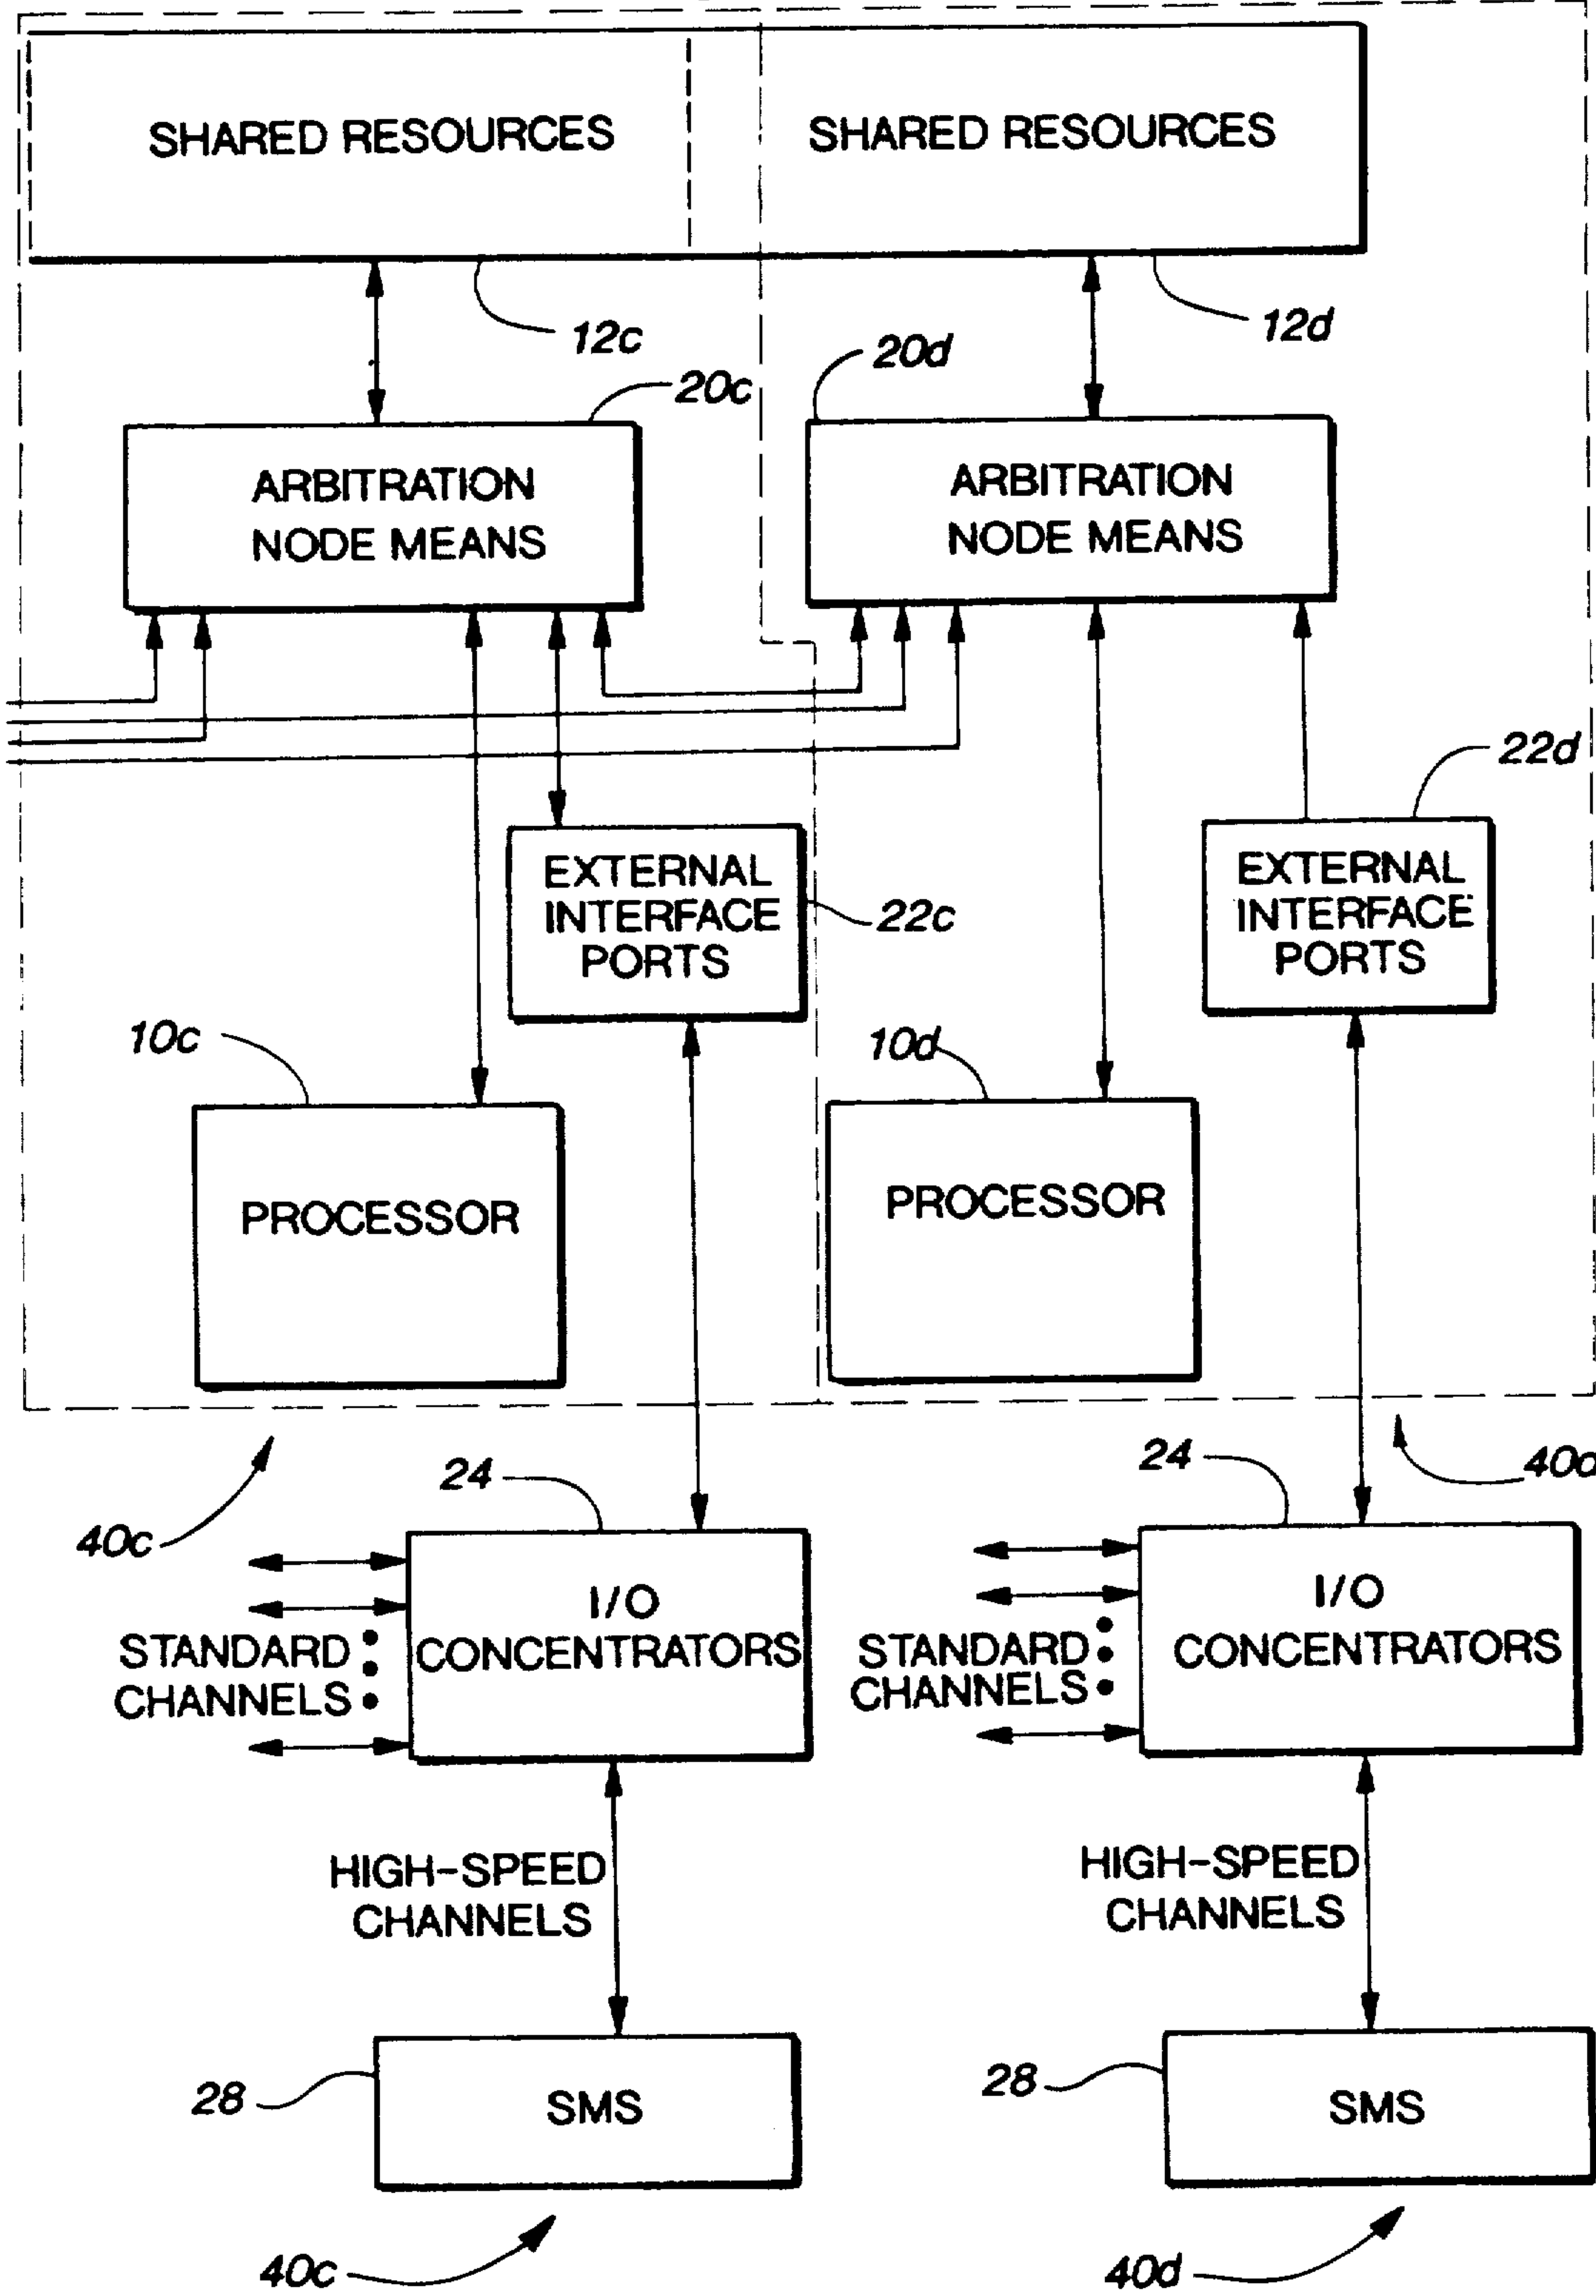 SHARED RESOURCES
SHARED RESOURCES
12c
12d
20c
20d
ARBITRATION
NODE MEANS
ARBITRATION
NODE MEANS
22d
EXTERNAL
INTERFACE
PORTS
22c
EXTERNAL
INTERFACE
PORTS
10c
10d
PROCESSOR
PROCESSOR
40c
24
24
40d
I/O
CONCENTRATORS
STANDARD
CHANNELS
I/O
CONCENTRATORS
STANDARD
CHANNELS
HIGH-SPEED
CHANNELS
HIGH-SPEED
CHANNELS
28
SMS
28
SMS
40c
40d